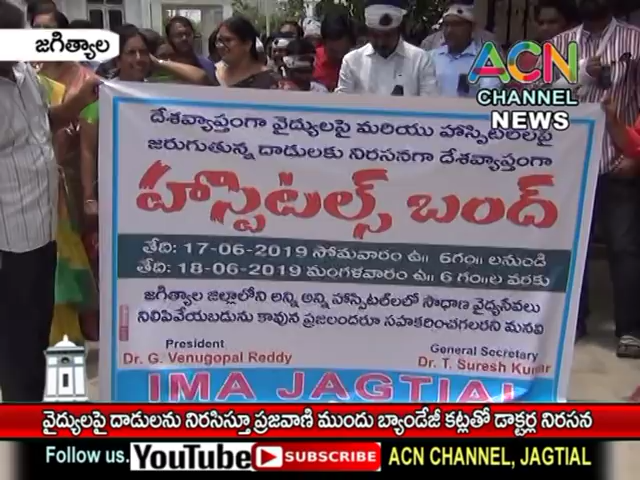 జగిత్యాల
ACN
CHANNEL
NEWS
దేశవ్యాప్తంగా వైద్యులపై మరియు హాస్పిటల్‌లపై
జరుగుతున్న దాడులకు నిరసనగా దేశవ్యాప్తంగా
హాస్పిటల్స్ బంద్
తేది: 17-06-2019 సోమవారం ఉ॥ 6గం॥ లనుండి
తేది: 18-06-2019 మంగళవారం ఉ॥ 6 గం॥ల వరకు
జగిత్యాల జిల్లాలోని అన్ని అన్ని హాస్పిటల్‌లలో సాధాణ వైద్యసేవలు
నిలిపివేయబడును కావున ప్రజలందరూ సహకరించగలరని మనవి
President
Dr. G. Venugopal Reddy
General Secretary
Dr. T. Suresh Kumar
IMA JAGTIAL
వైద్యులపై దాడులను నిరసిస్తూ ప్రజవాణి ముందు బ్యాండేజీ కట్లతో డాక్టర్ల నిరసన
Follow us. YouTube SUBSCRIBE ACN CHANNEL, JAGTIAL